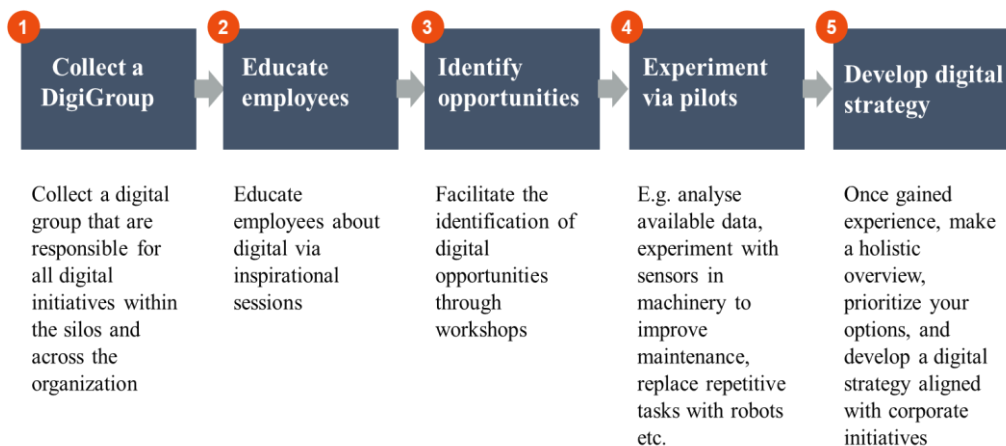 1
Collect a
DigiGroup
2
Educate
employees
3
Identify
opportunities
4
Experiment
via pilots
5
Develop digital
strategy
Collect a digital
group that are
responsible for
all digital
initiatives within
the silos and
across the
organization
Educate
employees about
digital via
inspirational
sessions
Facilitate the
identification of
digital
opportunities
through
workshops
E.g. analyse
available data,
experiment with
sensors in
machinery to
improve
maintenance,
replace repetitive
tasks with robots
etc.
Once gained
experience, make
a holistic
overview,
prioritize your
options, and
develop a digital
strategy aligned
with corporate
initiatives